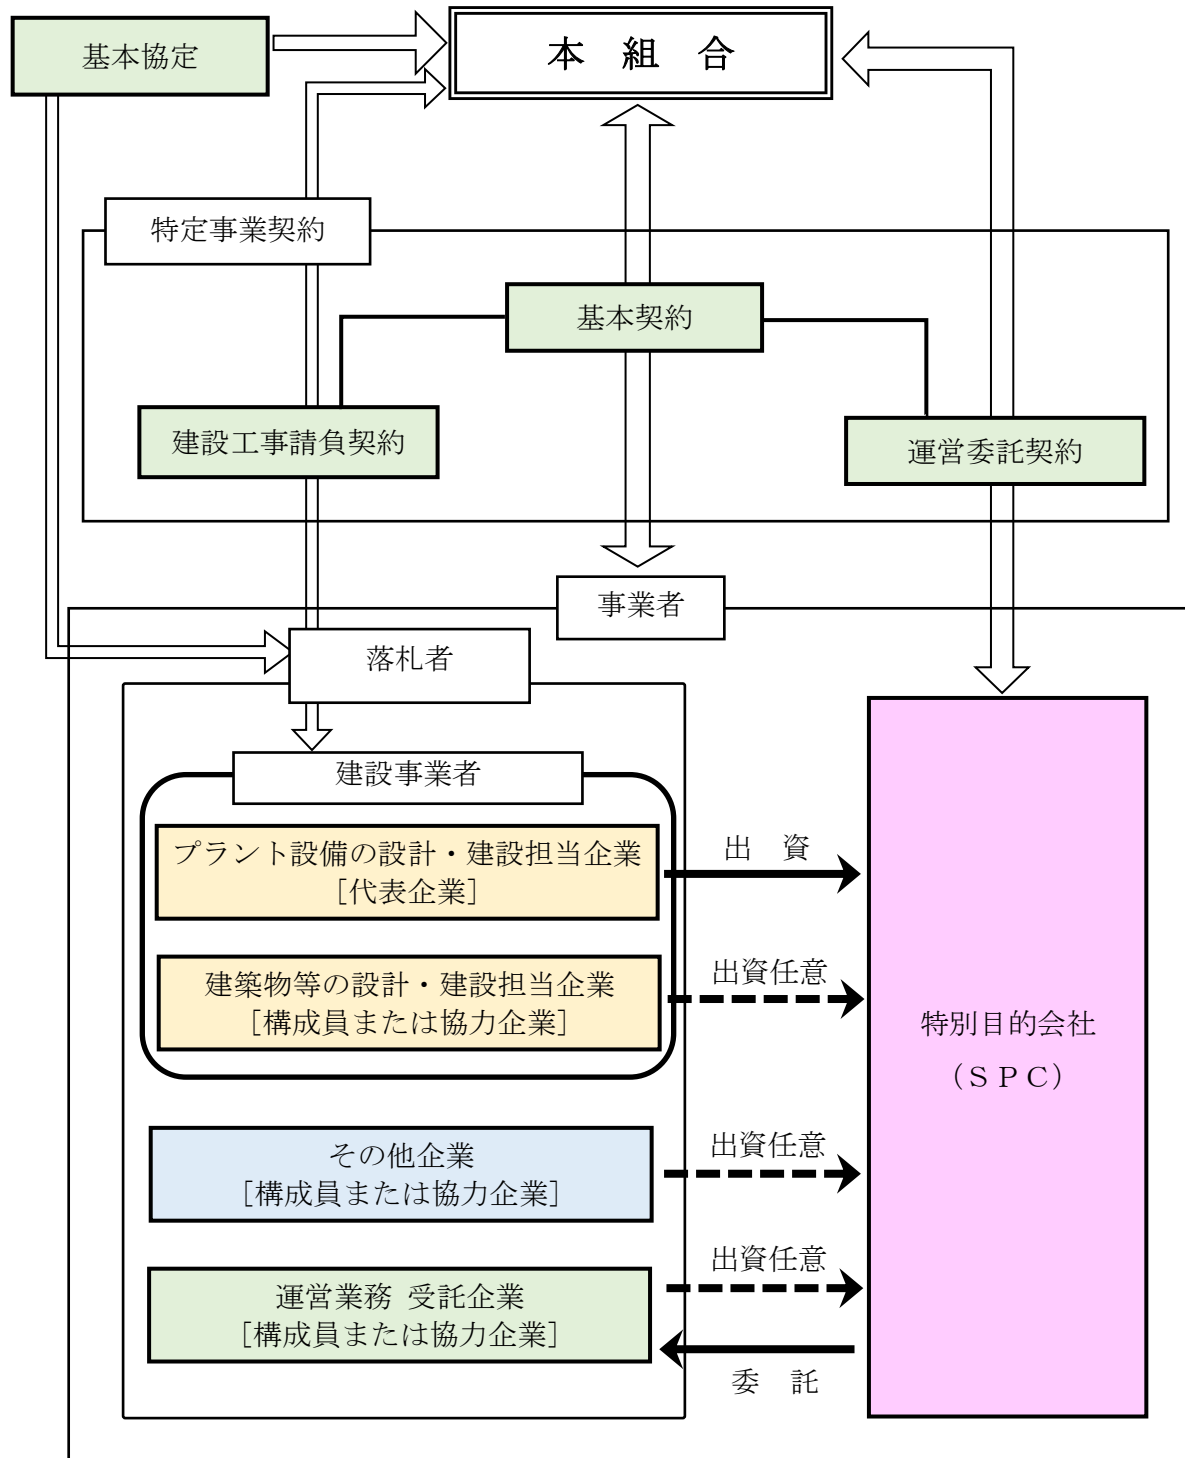 基本協定
本　組　合
特定事業契約
基本契約
建設工事請負契約
運営委託契約
事業者
落札者
建設事業者
プラント設備の設計・建設担当企業
［代表企業］
出　資
建築物等の設計・建設担当企業
［構成員または協力企業］
出資任意
特別目的会社
（ＳＰＣ）
その他企業
［構成員または協力企業］
出資任意
運営業務 受託企業
［構成員または協力企業］
出資任意
委　託